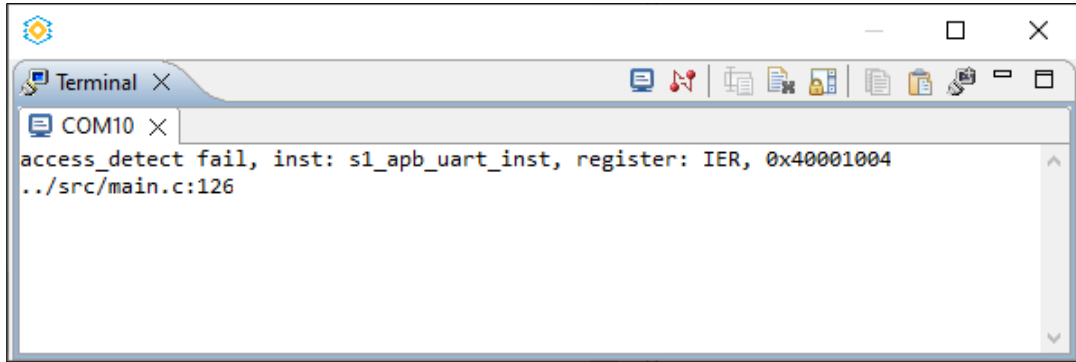 Terminal
COM10
access_detect fail, inst: s1_apb_uart_inst, register: IER, 0x40001004
../src/main.c:126